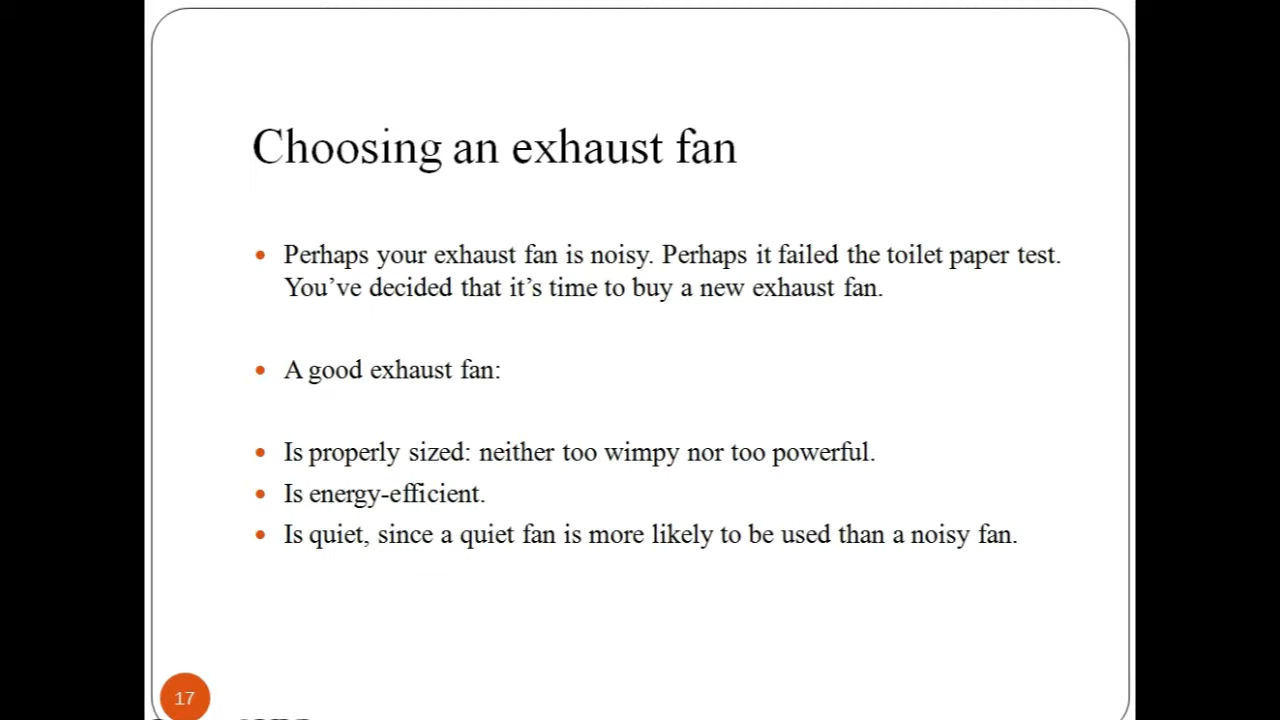 Choosing an exhaust fan
• Perhaps your exhaust fan is noisy. Perhaps it failed the toilet paper test.
You’ve decided that it’s time to buy a new exhaust fan.
• A good exhaust fan:
• Is properly sized: neither too wimpy nor too powerful.
• Is energy-efficient.
• Is quiet, since a quiet fan is more likely to be used than a noisy fan.
17